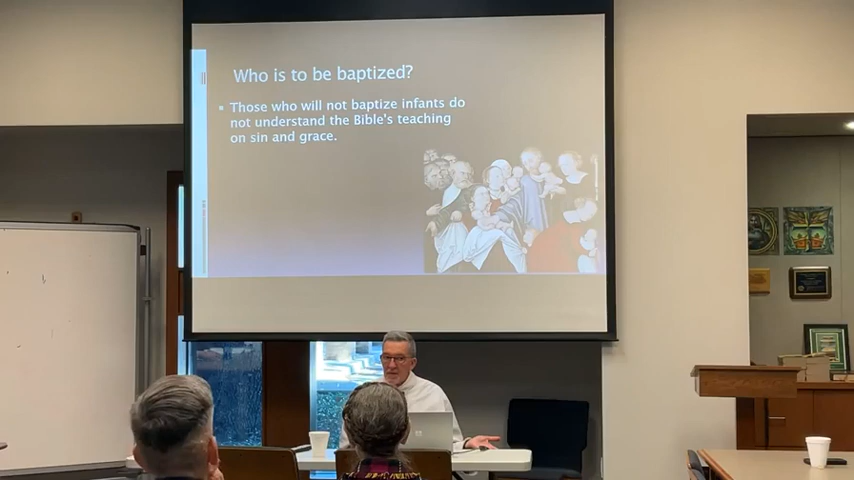 Who is to be baptized?
Those who will not baptize infants do
not understand the Bible's teaching
on sin and grace.